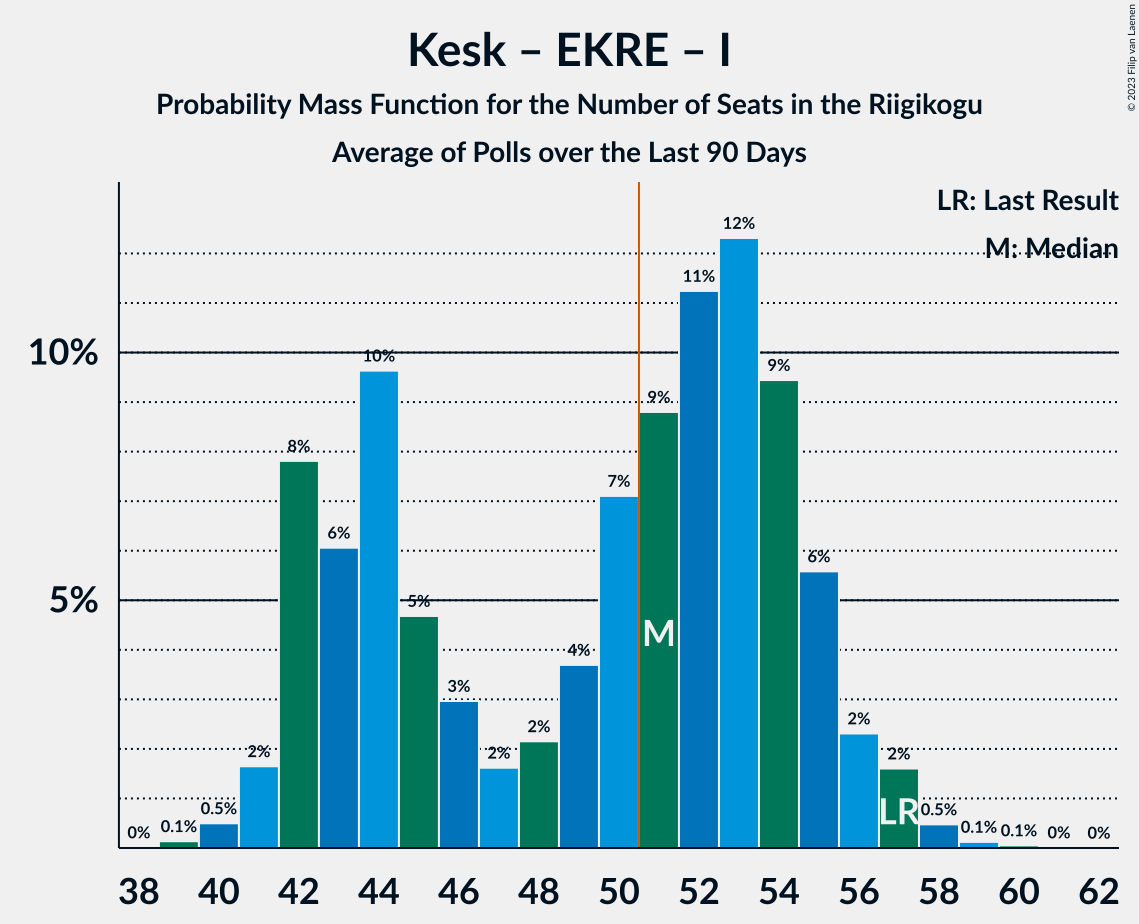 Kesk – EKRE – I
Probability Mass Function for the Number of Seats in the Riigikogu
Average of Polls over the Last 90 Days
© 2023 Filip van Laenen
LR: Last Result
M: Median
10%
5%
0% 0.1% 0.5% 2% 8% 6% 10% 5% 3% 2% 2% 4% 7% 9% 11% 12% 9% 6% 2% 2% 0.5% 0.1% 0.1% 0% 0%
M
LR
38 40 42 44 46 48 50 52 54 56 58 60 62